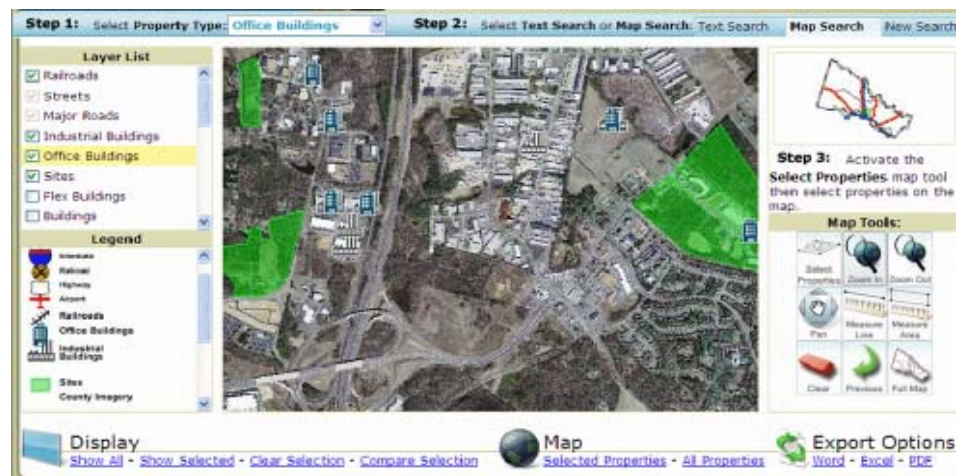 Step 1: Select Property Type: Office Buildings Step 2: Select Text Search or Map Search: Text Search Map Search New Search
Layer List
Railroads
Streets
Major Roads
Industrial Buildings
Office Buildings
Sites
Flex Buildings
Buildings
Legend
Interstate
Railroad
Highway
Airport
Railroads
Office Buildings
Industrial
Buildings
Sites
County Imagery
Step 3: Activate the
Select Properties map tool
then select properties on the
map.
Map Tools:
Select
Properties
Zoom In
Zoom Out
Pan
Measure
Line
Measure
Area
Clear
Previous
Full Map
Display
Show All - Show Selected - Clear Selection - Compare Selection
Map
Selected Properties - All Properties
Export Options
Word - Excel - PDF